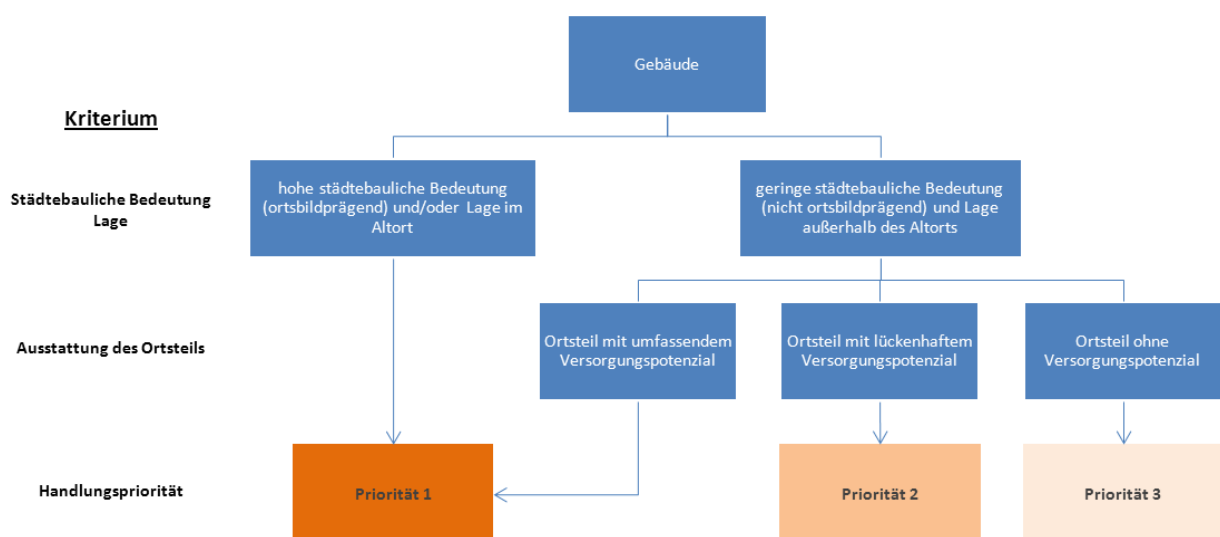 Gebäude
Kriterium
Städtebauliche Bedeutung
Lage
hohe städtebauliche Bedeutung
(ortsbildprägend) und/oder Lage im
Altort
geringe städtebauliche Bedeutung
(nicht ortsbildprägend) und Lage
außerhalb des Altorts
Ausstattung des Ortsteils
Ortsteil mit umfassendem
Versorgungspotenzial
Ortsteil mit lückenhaftem
Versorgungspotenzial
Ortsteil ohne
Versorgungspotenzial
Handlungspriorität
Priorität 1
Priorität 2
Priorität 3